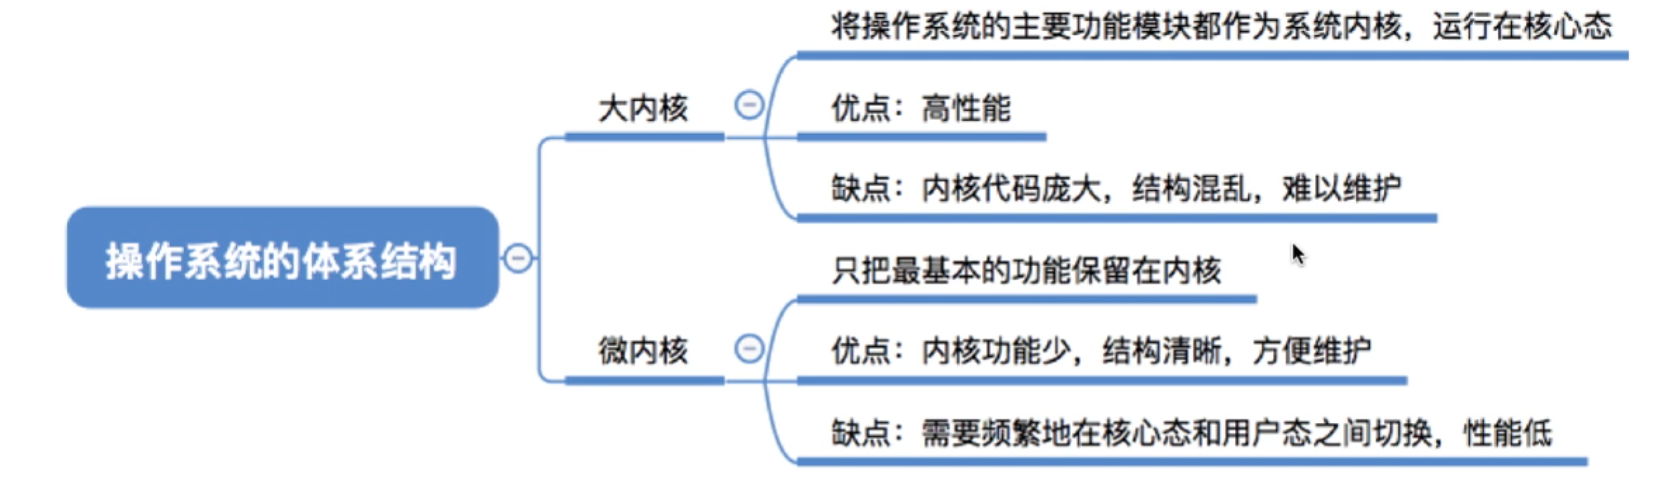 操作系统的体系结构
大内核
将操作系统的主要功能模块都作为系统内核，运行在核心态
优点：高性能
缺点：内核代码庞大，结构混乱，难以维护
微内核
只把最基本的功能保留在内核
优点：内核功能少，结构清晰，方便维护
缺点：需要频繁地在核心态和用户态之间切换，性能低